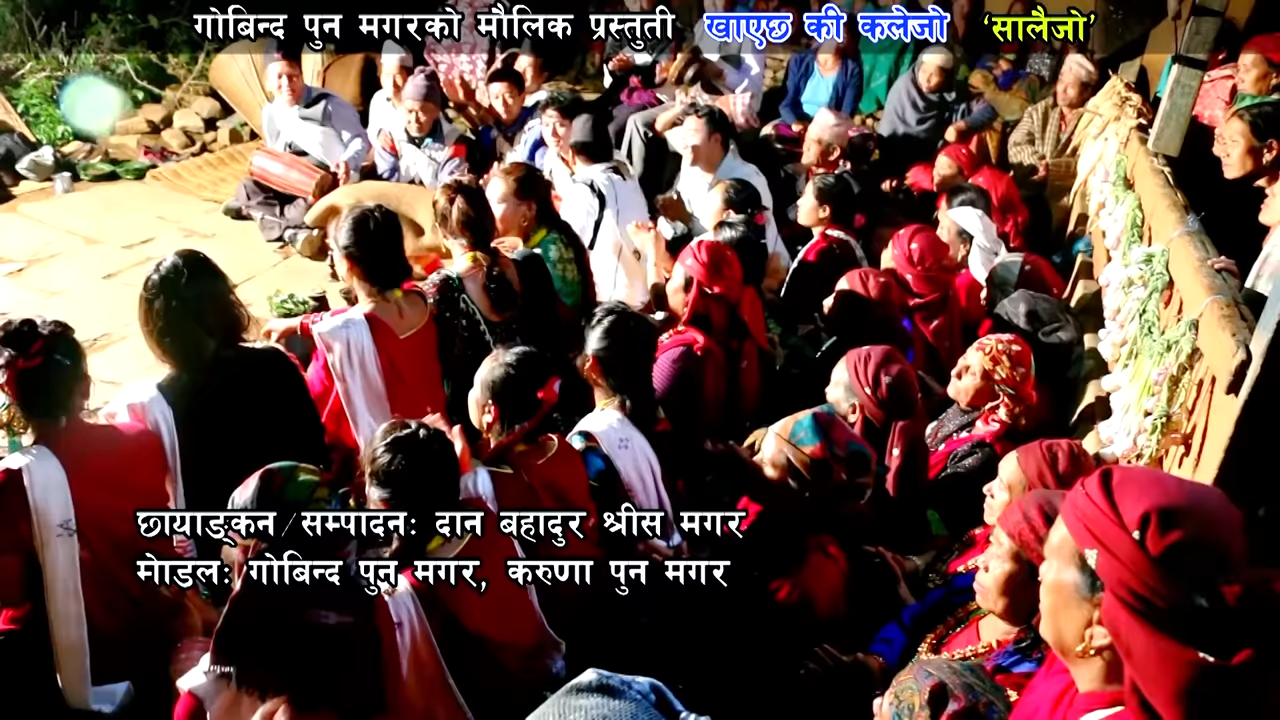 गोबिन्द पुन मगरको मौलिक प्रस्तुती खाएछ की कलेजो ‘सालैजो’
छायाङ्कन/सम्पादनः दान बहादुर श्रीस मगर
मोडलः गोबिन्द पुन मगर, करुणा पुन मगर